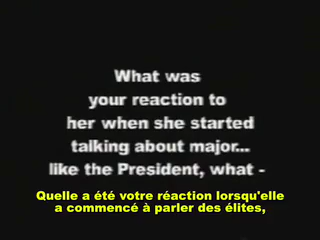 What was
your reaction to
her when she started
talking about major...
like the President, what -
Quelle a été votre réaction lorsqu'elle
a commencé à parler des élites,